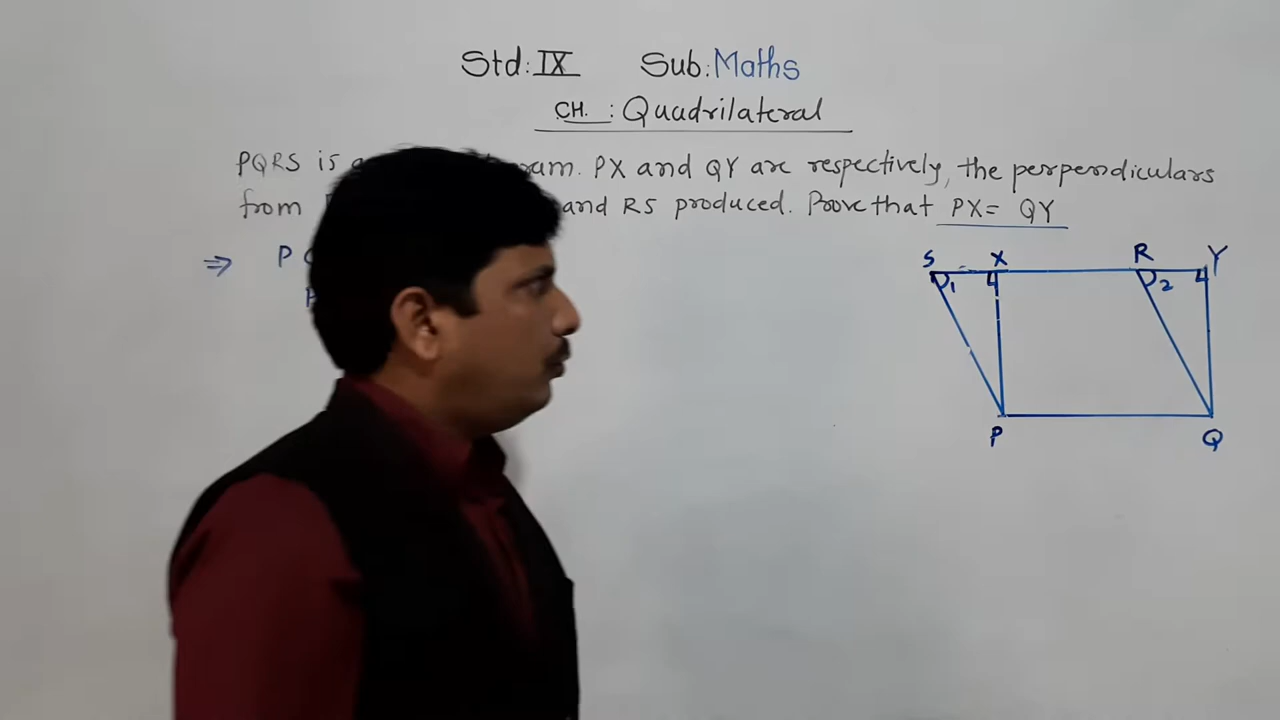 Std: IX Sub: Maths
CH. : Quadrilateral
PQRS is ram. PX and QY are respectively, the perpendiculars
from and RS produced. Prove that PX = QY
⇒ P
S X R Y
1 2
P Q